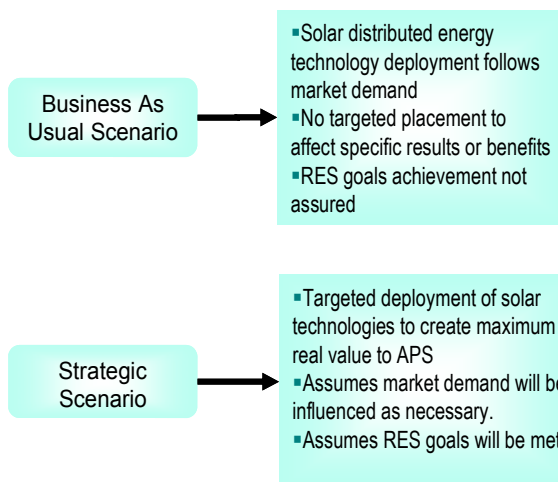 Business As
Usual Scenario
▪Solar distributed energy
technology deployment follows
market demand
▪No targeted placement to
affect specific results or benefits
▪RES goals achievement not
assured
Strategic
Scenario
▪Targeted deployment of solar
technologies to create maximum
real value to APS
▪Assumes market demand will be
influenced as necessary.
▪Assumes RES goals will be met